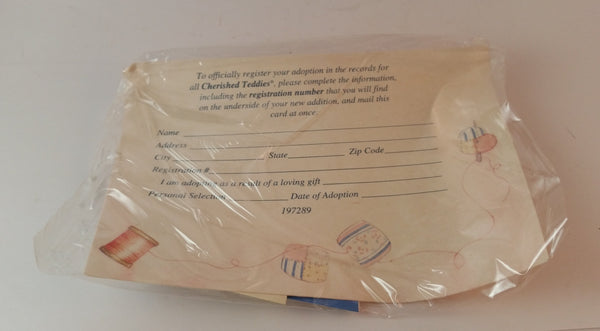 To officially register your adoption in the records for
all Cherished Teddies®, please complete the information,
including the registration number that you will find
on the underside of your new addition, and mail this
card at once.
Name
Address
City State Zip Code
Registration #
I am adopting as a result of a loving gift
Personal Selection Date of Adoption
197289